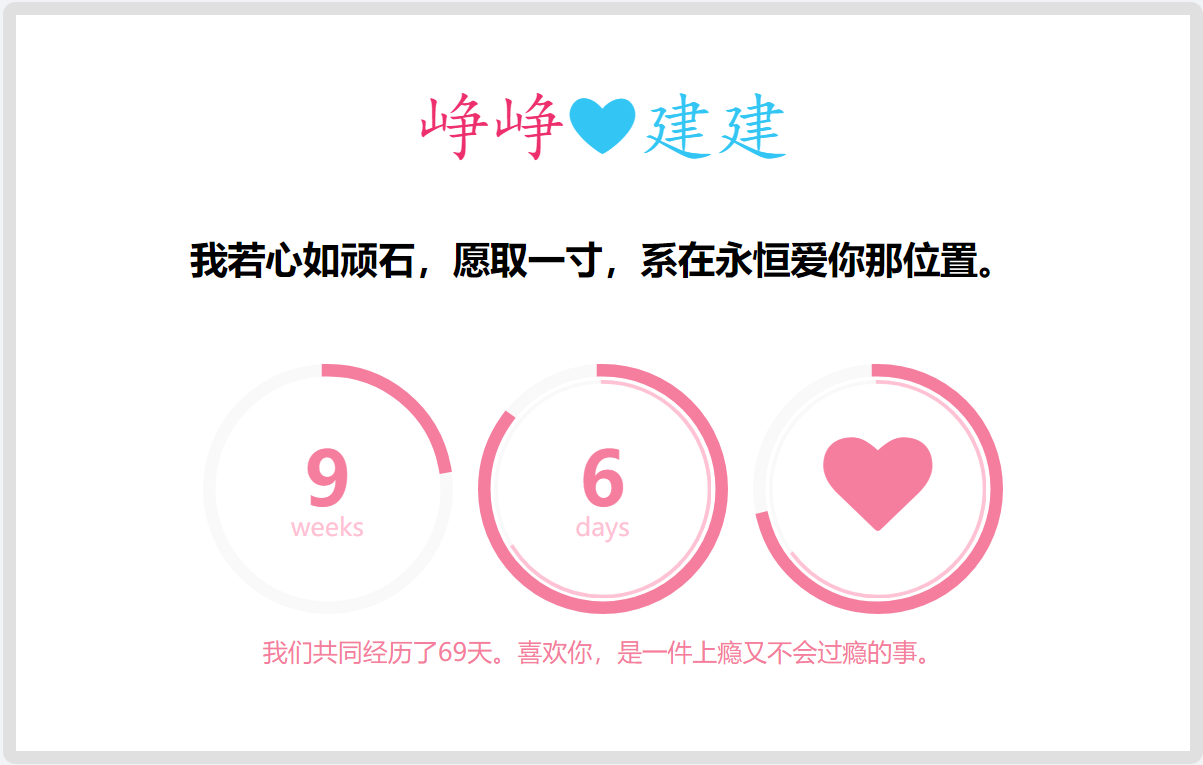 峥峥建建
我若心如顽石，愿取一寸，系在永恒爱你那位置。
9
weeks
6
days
我们共同经历了69天。喜欢你，是一件上瘾又不会过瘾的事。